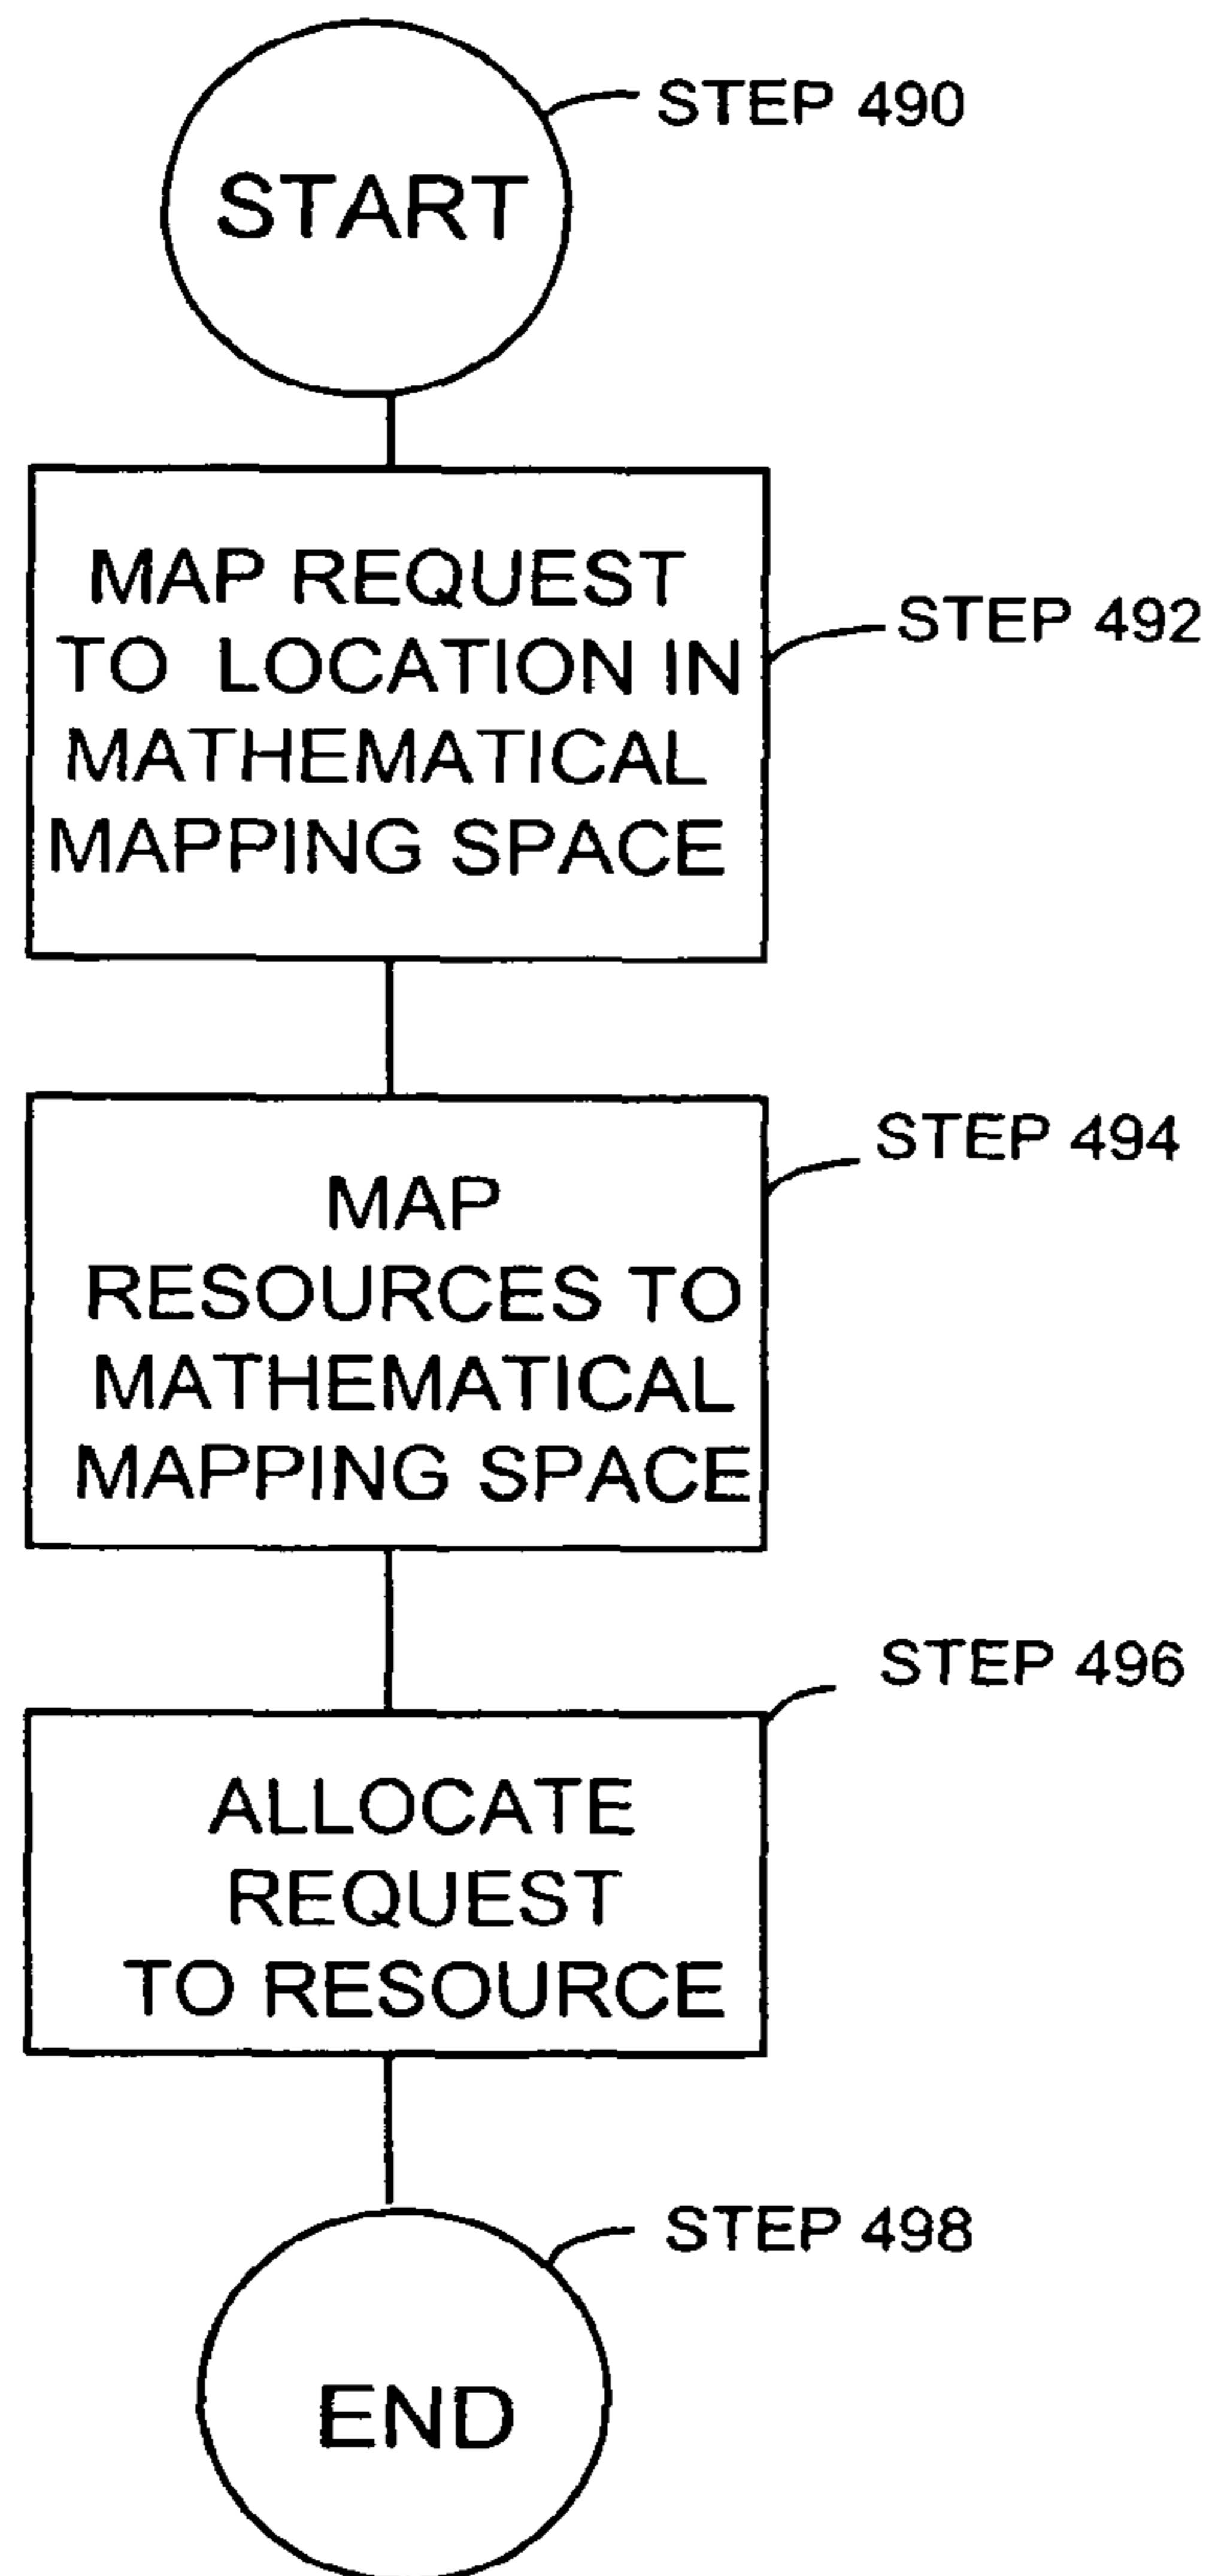 STEP 490
START
MAP REQUEST
TO LOCATION IN
MATHEMATICAL
MAPPING SPACE
STEP 492
MAP
RESOURCES TO
MATHEMATICAL
MAPPING SPACE
STEP 494
ALLOCATE
REQUEST
TO RESOURCE
STEP 496
STEP 498
END